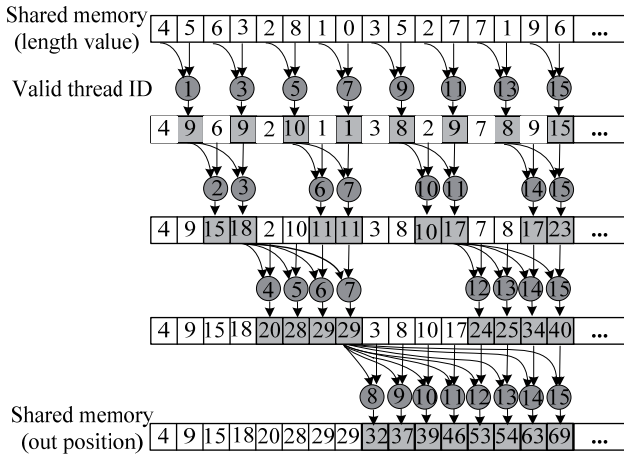 Shared memory
(length value)
4 5 6 3 2 8 1 0 3 5 2 7 7 1 9 6 ...
Valid thread ID
1 3 5 7 9 11 13 15
4 9 6 9 2 10 1 1 3 8 2 9 7 8 9 15 ...
2 3 6 7 10 11 14 15
4 9 15 18 2 10 11 11 3 8 10 17 7 8 17 23 ...
4 5 6 7 12 13 14 15
4 9 15 18 20 28 29 29 3 8 10 17 24 25 34 40 ...
8 9 10 11 12 13 14 15
Shared memory
(out position)
4 9 15 18 20 28 29 29 32 37 39 46 53 54 63 69 ...